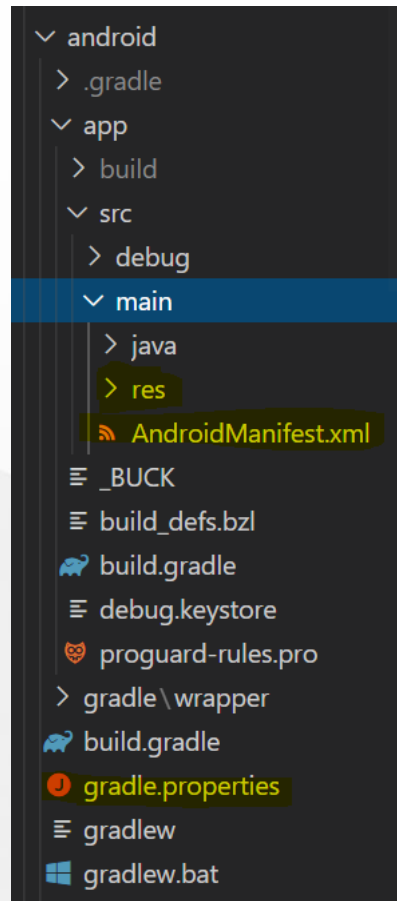 android
.gradle
app
build
src
debug
main
java
res
AndroidManifest.xml
_BUCK
build_defs.bzl
build.gradle
debug.keystore
proguard-rules.pro
gradle\wrapper
build.gradle
J gradle.properties
gradlew
gradlew.bat